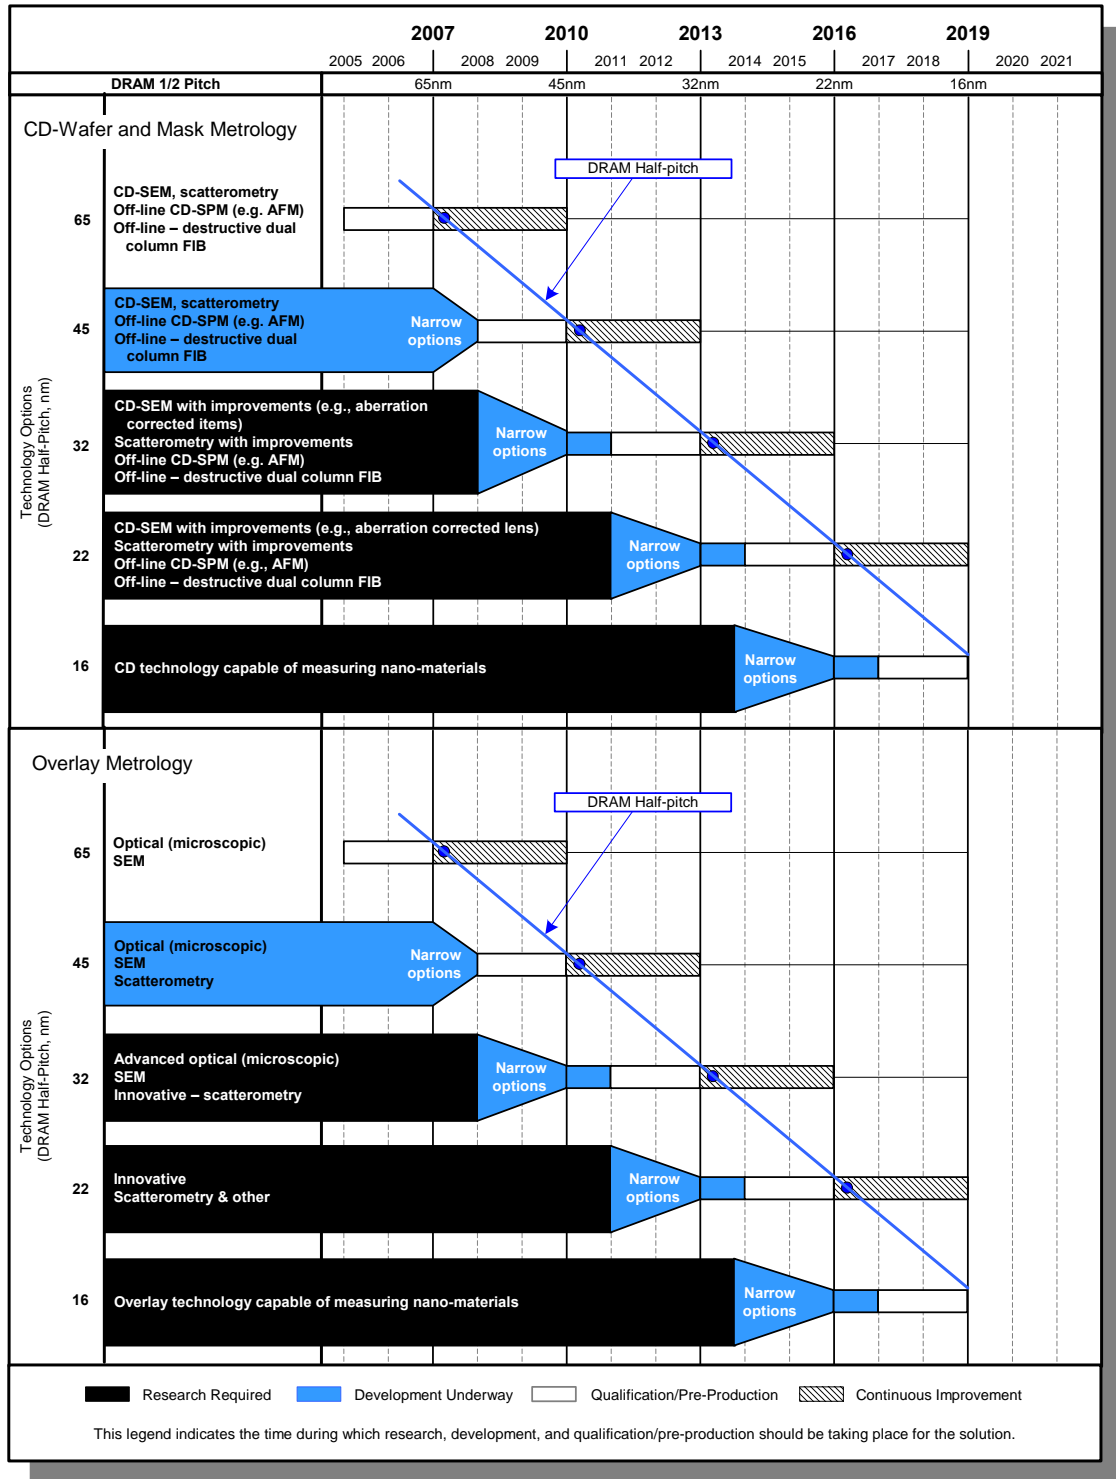 2007 2010 2013 2016 2019
2005 2006 2008 2009 2011 2012 2014 2015 2017 2018 2020 2021
DRAM 1/2 Pitch 65nm 45nm 32nm 22nm 16nm
CD-Wafer and Mask Metrology
DRAM Half-pitch
Technology Options
(DRAM Half-Pitch, nm)
65
CD-SEM, scatterometry
Off-line CD-SPM (e.g. AFM)
Off-line – destructive dual
column FIB
45
CD-SEM, scatterometry
Off-line CD-SPM (e.g. AFM)
Off-line – destructive dual
column FIB
Narrow
options
32
CD-SEM with improvements (e.g., aberration
corrected items)
Scatterometry with improvements
Off-line CD-SPM (e.g. AFM)
Off-line – destructive dual column FIB
Narrow
options
22
CD-SEM with improvements (e.g., aberration corrected lens)
Scatterometry with improvements
Off-line CD-SPM (e.g., AFM)
Off-line – destructive dual column FIB
Narrow
options
16
CD technology capable of measuring nano-materials
Narrow
options
Overlay Metrology
DRAM Half-pitch
Technology Options
(DRAM Half-Pitch, nm)
65
Optical (microscopic)
SEM
45
Optical (microscopic)
SEM
Scatterometry
Narrow
options
32
Advanced optical (microscopic)
SEM
Innovative – scatterometry
Narrow
options
22
Innovative
Scatterometry & other
Narrow
options
16
Overlay technology capable of measuring nano-materials
Narrow
options
Research Required Development Underway Qualification/Pre-Production Continuous Improvement
This legend indicates the time during which research, development, and qualification/pre-production should be taking place for the solution.